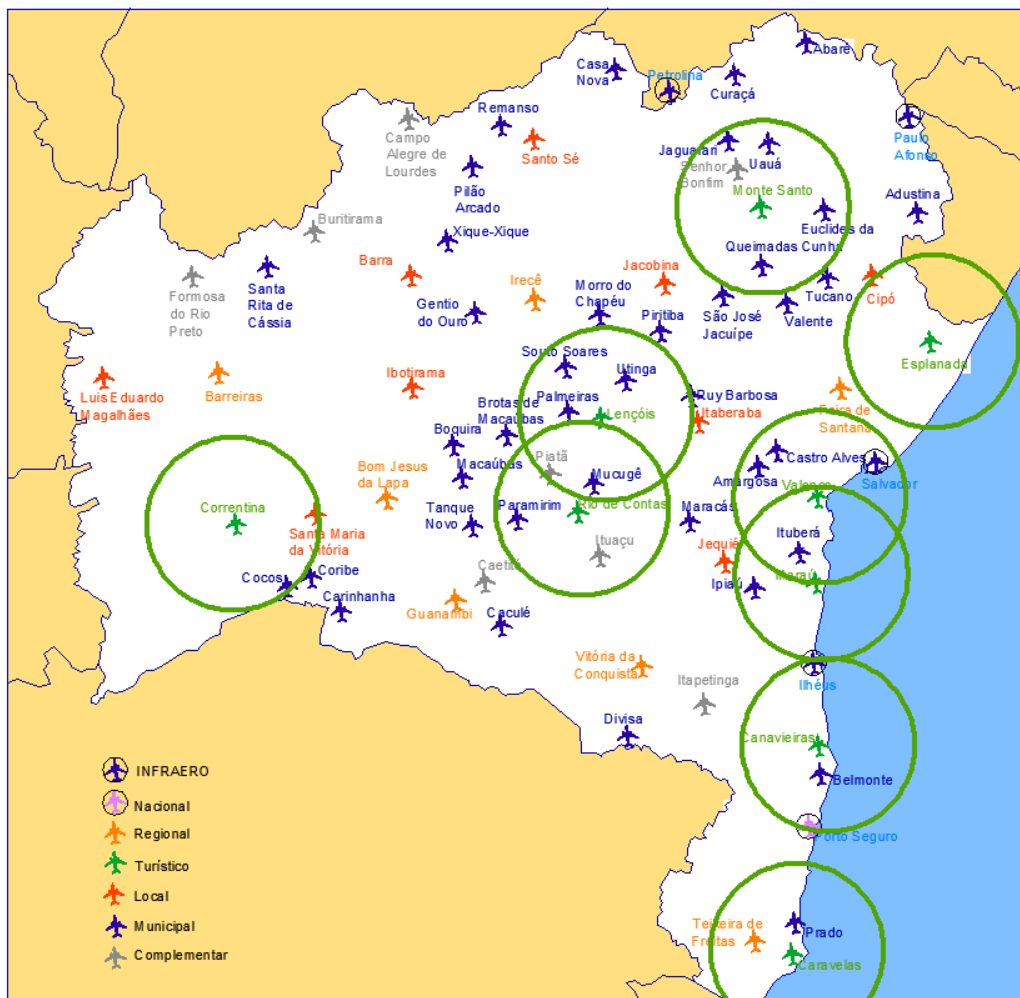 Abaré
Casa
Nova
Petrolina
Curaçá
Remanso
Campo
Alegre de
Lourdes
Santo Sé
Paulo
Afonso
Jaguarari
Uauá
Senhor
Bonfim
Pilão
Arcado
Monte Santo
Adustina
Buritirama
Xique-Xique
Euclides da
Cunha
Queimadas
Barra
Jacobina
Irecê
Morro do
Chapéu
Formosa
do Rio
Preto
Santa
Rita de
Cássia
Gentio
do Ouro
Tucano
Cipó
São José
Jacuípe
Valente
Piritiba
Esplanada
Souto Soares
Utinga
Ibotirama
Luis Eduardo
Magalhães
Barreiras
Palmeiras
Ruy Barbosa
Brotas de
Macaúbas
Lençóis
Itaberaba
Feira de
Santana
Boquira
Macaúbas
Piatã
Mucugê
Castro Alves
Amargosa
Salvador
Bom Jesus
da Lapa
Valença
Correntina
Santa Maria
da Vitória
Tanque
Novo
Paramirim
Rio de Contas
Maracás
Ituberá
Ituaçu
Jequié
Cocos
Coribe
Caetité
Ipiaú
Maraú
Carinhanha
Guanambi
Caculé
Vitória da
Conquista
Itapetinga
Ilhéus
Divisa
Canavieiras
Belmonte
Porto Seguro
Teixeira de
Freitas
Prado
Caravelas
INFRAERO
Nacional
Regional
Turístico
Local
Municipal
Complementar